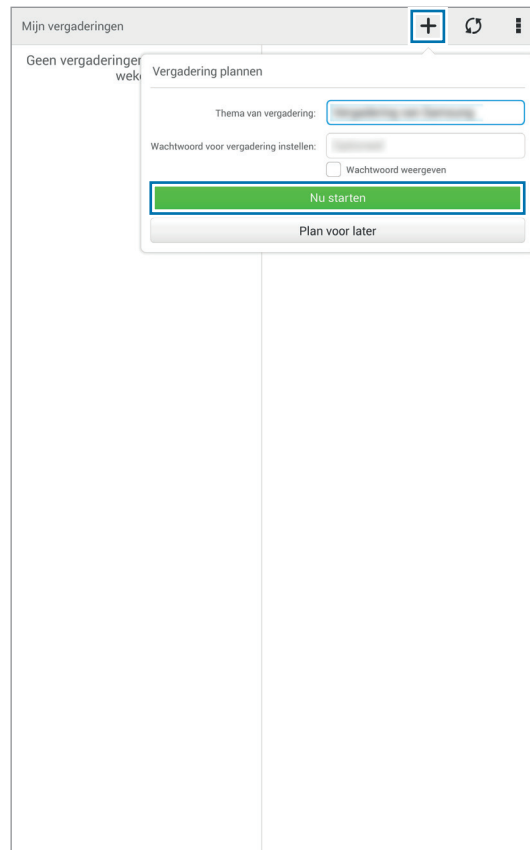 Mijn vergaderingen
Geen vergaderingen
Vergadering plannen
Thema van vergadering:
Wachtwoord voor vergadering instellen:
Wachtwoord weergeven
Nu starten
Plan voor later